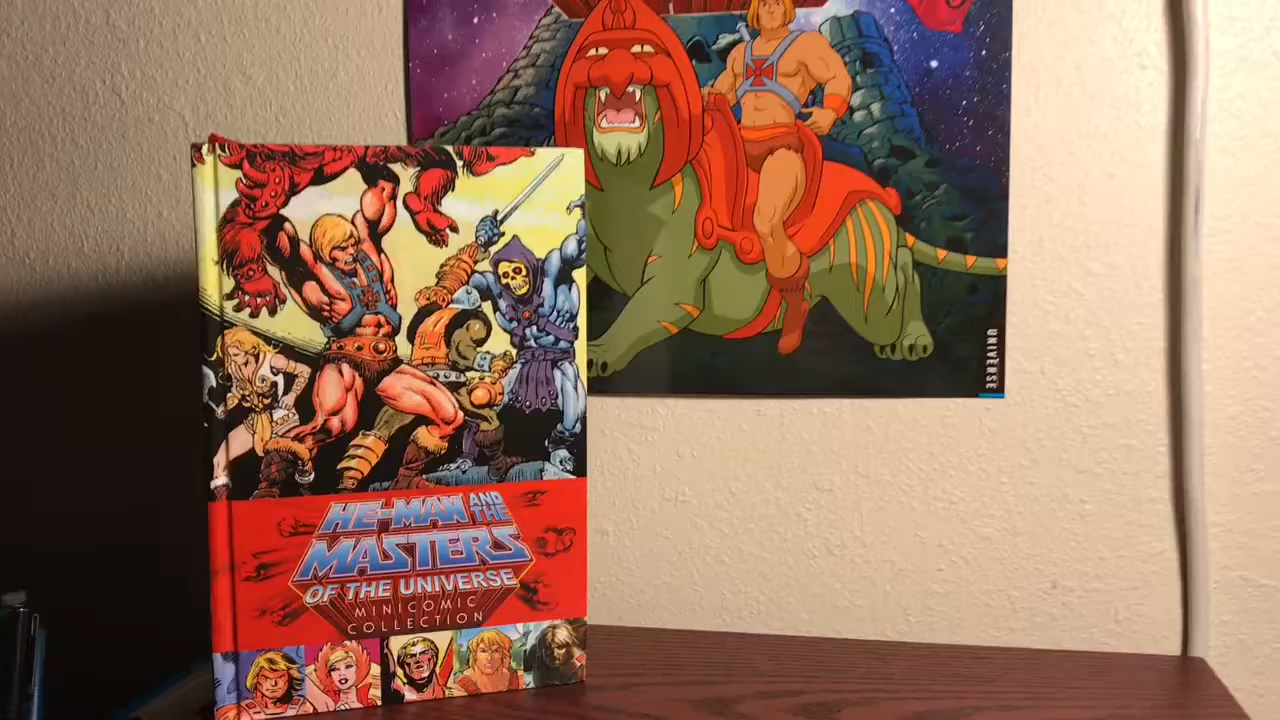 HE-MAN AND THE
MASTERS
OF THE UNIVERSE
MINICOMIC
COLLECTION
UNIVERSE